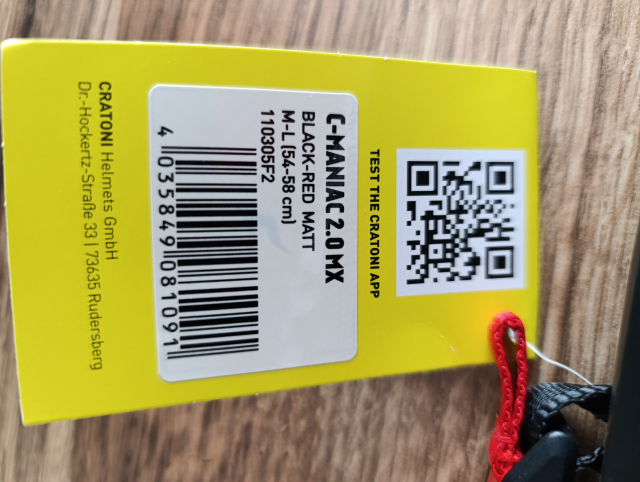 TEST THE CRATONI APP
C-MANIAC 2.0 MX
BLACK-RED MATT
M-L (54-58 cm)
110305F2
4 035849 081091
CRATONI Helmets GmbH
Dr.-Hockertz-Straße 33 | 73635 Rudersberg